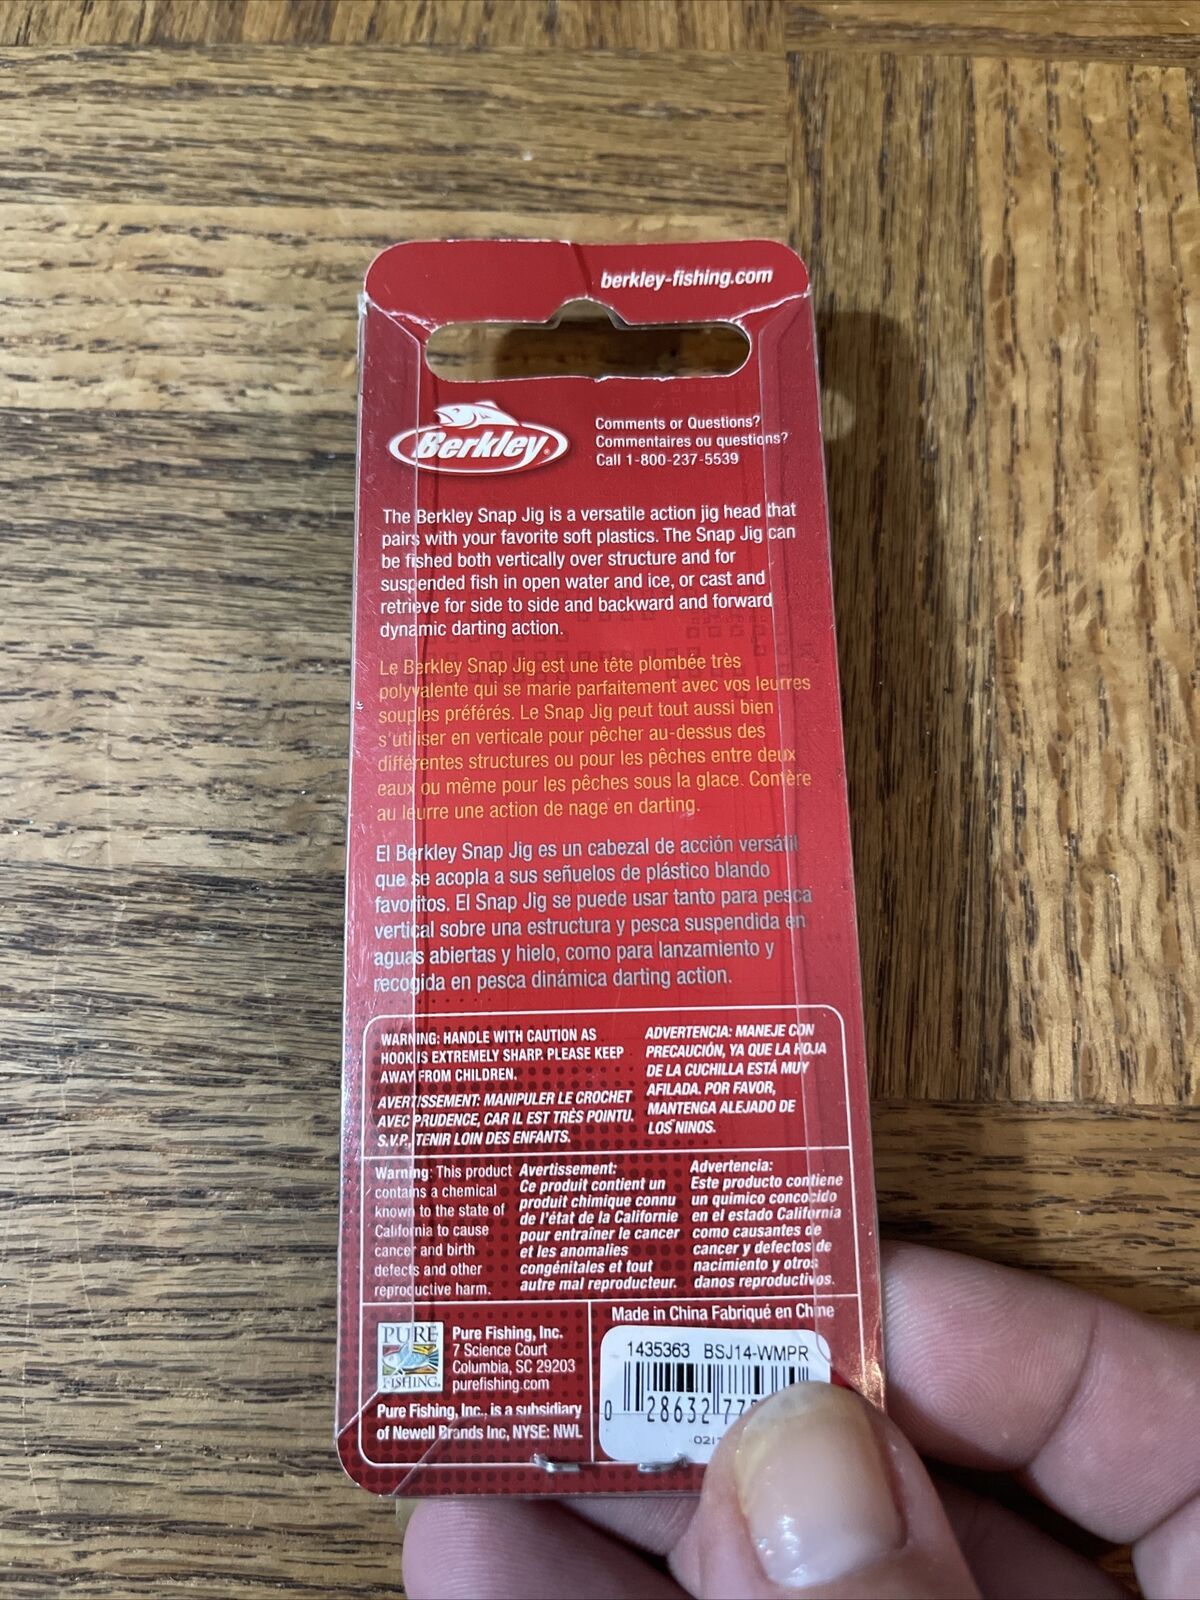 berkley-fishing.com
Berkley
Comments or Questions?
Commentaires ou questions?
Call 1-800-237-5539
The Berkley Snap Jig is a versatile action jig head that
pairs with your favorite soft plastics. The Snap Jig can
be fished both vertically over structure and for
suspended fish in open water and ice, or cast and
retrieve for side to side and backward and forward
dynamic darting action.
Le Berkley Snap Jig est une tête plombée très
polyvalente qui se marie parfaitement avec vos leurres
souples préférés. Le Snap Jig peut tout aussi bien
s'utiliser en verticale pour pêcher au-dessus des
différentes structures ou pour les pêches entre deux
eaux ou même pour les pêches sous la glace. Confère
au leurre une action de nage en darting.
El Berkley Snap Jig es un cabezal de acción versátil
que se acopla a sus señuelos de plástico blando
favoritos. El Snap Jig se puede usar tanto para pesca
vertical sobre una estructura y pesca suspendida en
aguas abiertas y hielo, como para lanzamiento y
recogida en pesca dinámica darting action.
WARNING: HANDLE WITH CAUTION AS
HOOK IS EXTREMELY SHARP. PLEASE KEEP
AWAY FROM CHILDREN.
AVERTISSEMENT: MANIPULER LE CROCHET
AVEC PRUDENCE, CAR IL EST TRÈS POINTU.
S.V.P., TENIR LOIN DES ENFANTS.
ADVERTENCIA: MANEJE CON
PRECAUCIÓN, YA QUE LA HOJA
DE LA CUCHILLA ESTÁ MUY
AFILADA. POR FAVOR,
MANTENGA ALEJADO DE
LOS NINOS.
Warning: This product
contains a chemical
known to the state of
California to cause
cancer and birth
defects and other
reproductive harm.
Avertissement:
Ce produit contient un
produit chimique connu
de l'état de la Californie
pour entraîner le cancer
et les anomalies
congénitales et tout
autre mal reproducteur.
Advertencia:
Este producto contiene
un quimico concocido
en el estado California
como causantes de
cancer y defectos de
nacimiento y otros
danos reproductivos.
PURE
FISHING.
Pure Fishing, Inc.
7 Science Court
Columbia, SC 29203
purefishing.com
Pure Fishing, Inc., is a subsidiary
of Newell Brands Inc, NYSE: NWL
Made in China Fabriqué en Chine
1435363 BSJ14-WMPR
0 28632 77
021